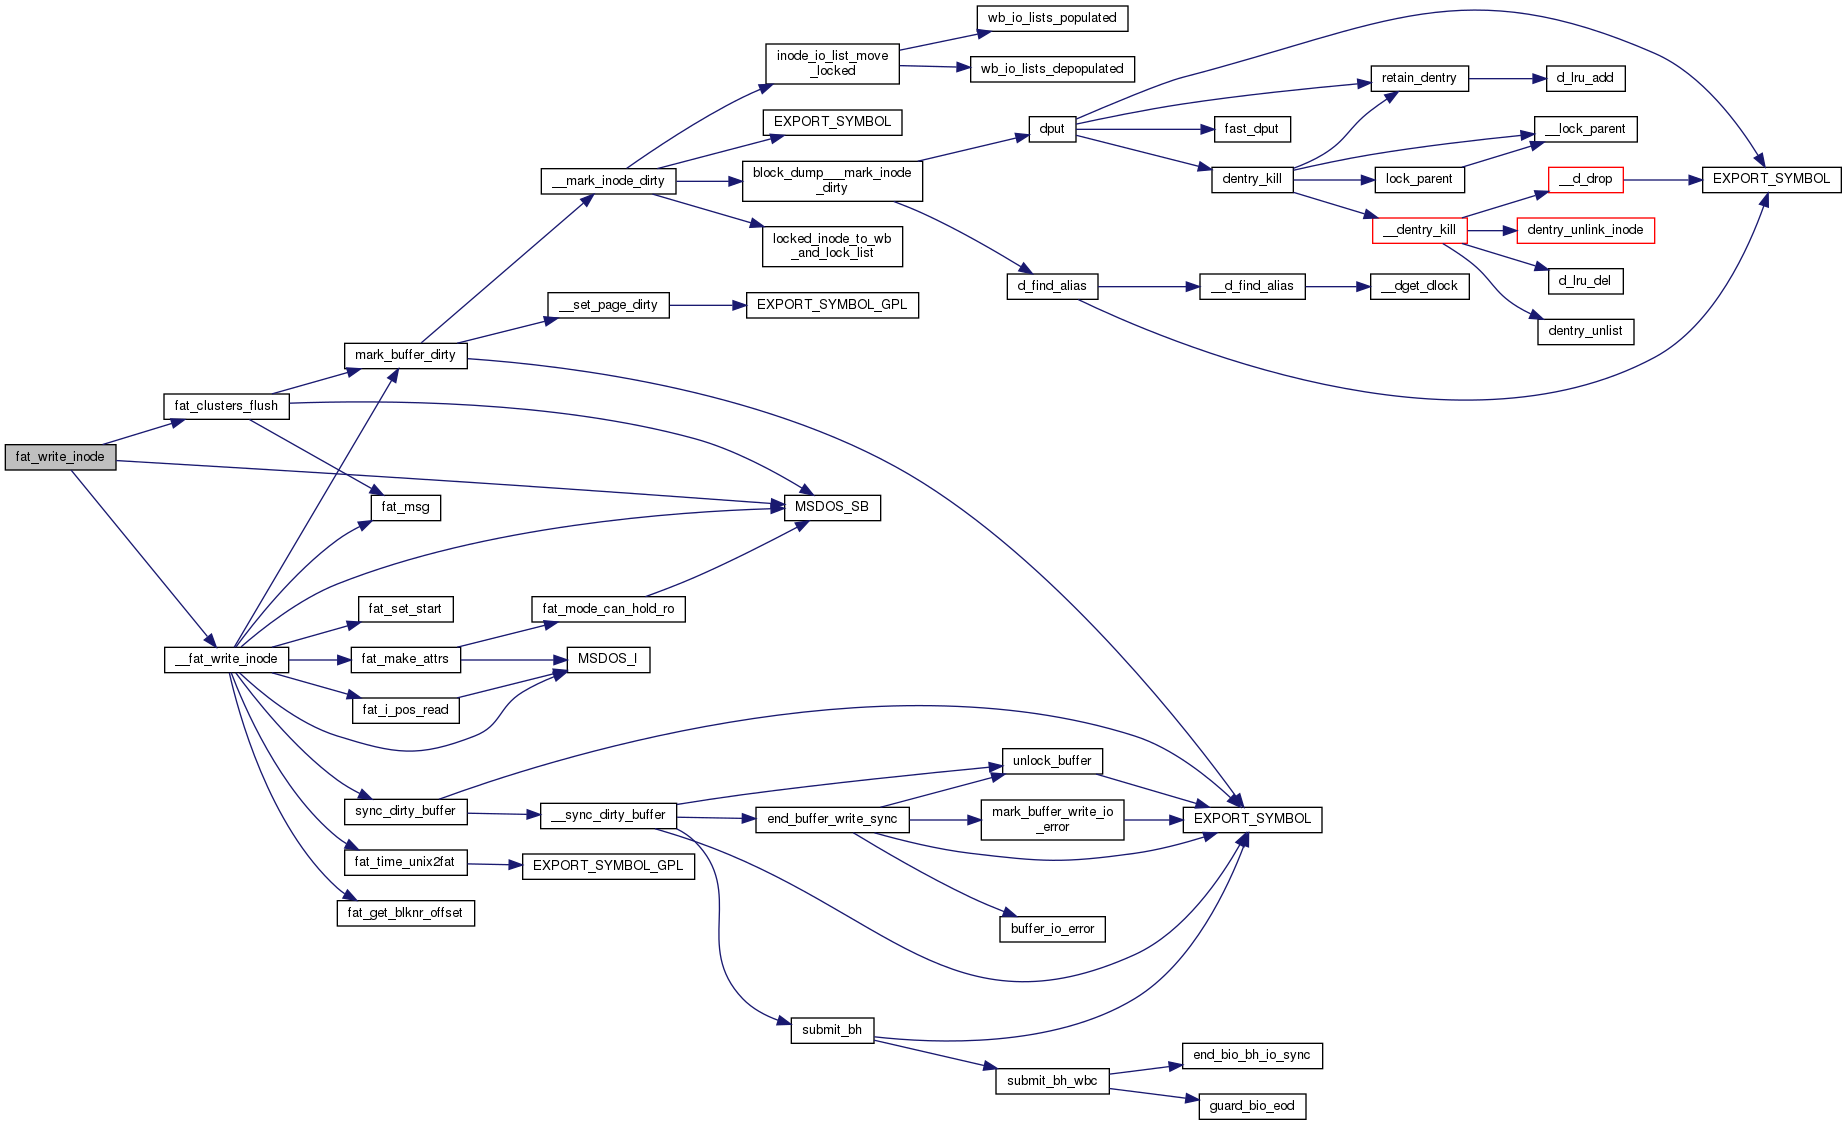 wb_io_lists_populated
inode_io_list_move
_locked
wb_io_lists_depopulated
retain_dentry
d_lru_add
EXPORT_SYMBOL
dput
fast_dput
__lock_parent
__mark_inode_dirty
block_dump___mark_inode
_dirty
dentry_kill
lock_parent
__d_drop
EXPORT_SYMBOL
locked_inode_to_wb
_and_lock_list
__dentry_kill
dentry_unlink_inode
d_find_alias
__d_find_alias
__dget_dlock
d_lru_del
__set_page_dirty
EXPORT_SYMBOL_GPL
dentry_unlist
mark_buffer_dirty
fat_clusters_flush
fat_write_inode
fat_msg
MSDOS_SB
fat_set_start
fat_mode_can_hold_ro
__fat_write_inode
fat_make_attrs
MSDOS_I
fat_i_pos_read
unlock_buffer
sync_dirty_buffer
__sync_dirty_buffer
end_buffer_write_sync
mark_buffer_write_io
_error
EXPORT_SYMBOL
fat_time_unix2fat
EXPORT_SYMBOL_GPL
fat_get_blknr_offset
buffer_io_error
submit_bh
end_bio_bh_io_sync
submit_bh_wbc
guard_bio_eod